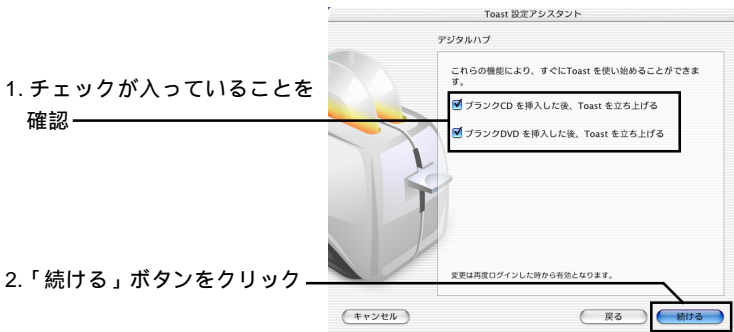 Toast 設定アシスタント
デジタルハブ
これらの機能により、すぐにToast を使い始めることができま
す。
1. チェックが入っていることを
確認
ブランクCD を挿入した後、Toast を立ち上げる
ブランクDVD を挿入した後、Toast を立ち上げる
2.「続ける」ボタンをクリック
変更は再度ログインした時から有効となります。
キャンセル
戻る
続ける